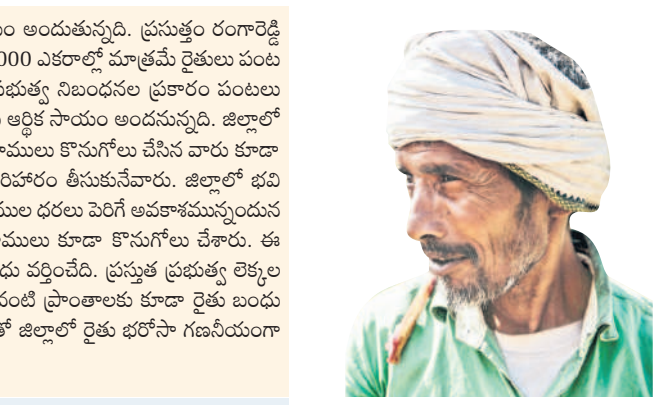 అందుతున్నది. ప్రసుత్తం రంగారెడ్డి
000 ఎకరాల్లో మాత్రమే రైతులు పంట
నిబంధనల ప్రకారం పంటలు
ఆర్థిక సాయం అందనున్నది. జిల్లాలో
కొనుగోలు చేసిన వారు కూడా
తీసుకునేవారు. జిల్లాలో భవి
ధరలు పెరిగే అవకాశమున్నందున
కూడా కొనుగోలు చేశారు. ఈ
వర్తించేది. ప్రస్తుత ప్రభుత్వ లెక్కల
ప్రాంతాలకు కూడా రైతు బంధు
జిల్లాలో రైతు భరోసా గణనీయంగా